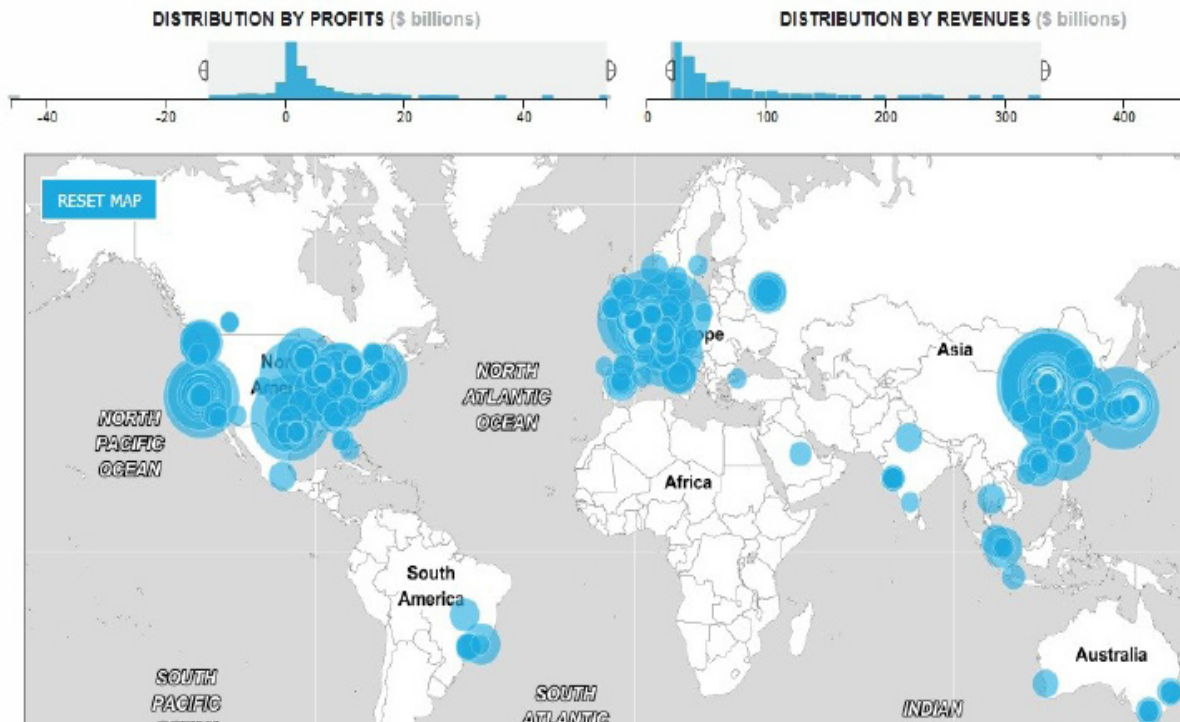 DISTRIBUTION BY PROFITS ($ billions)
DISTRIBUTION BY REVENUES ($ billions)
-40 -20 0 20 40
0 100 200 300 400
RESET MAP
NORTH
PACIFIC
OCEAN
NORTH
ATLANTIC
OCEAN
Asia
Africa
South
America
Australia
SOUTH
PACIFIC
SOUTH
ATLANTIC
INDIAN